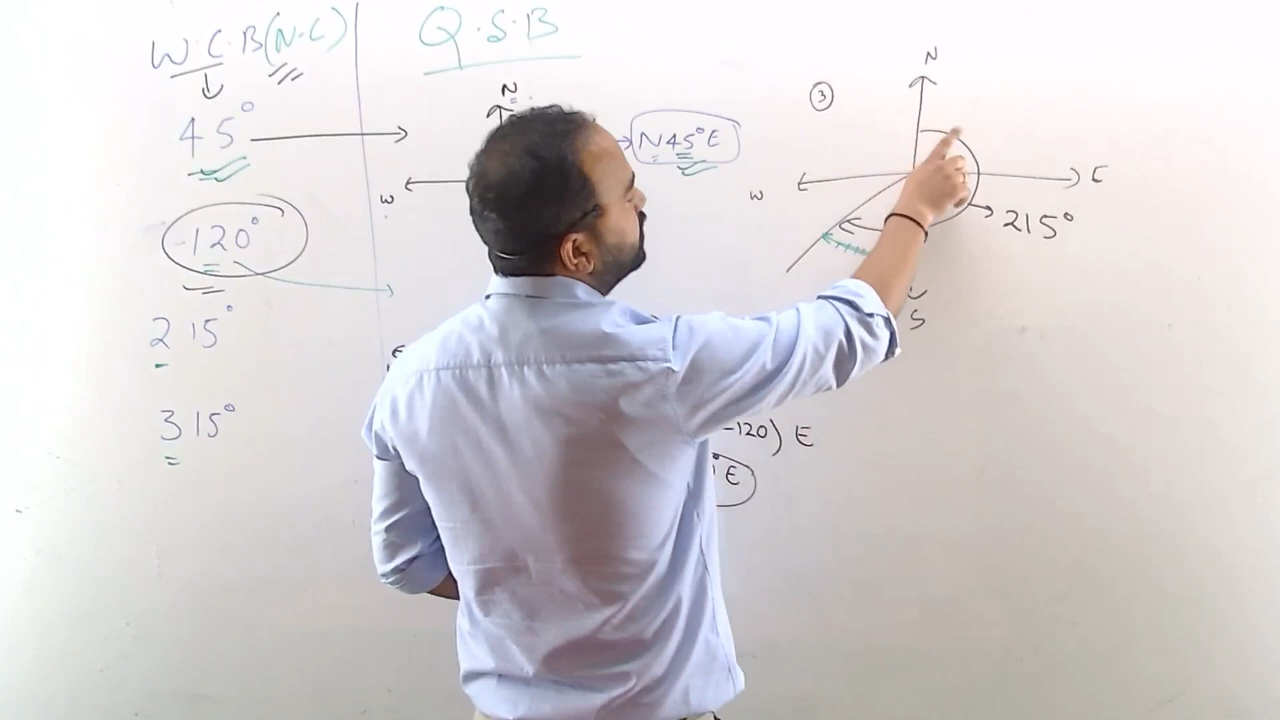 W.C.B(N.C)
45°
120°
215°
315°
Q.S.B
N
W
N45°E
-120) E
°E
3
N
W
E
215°
S